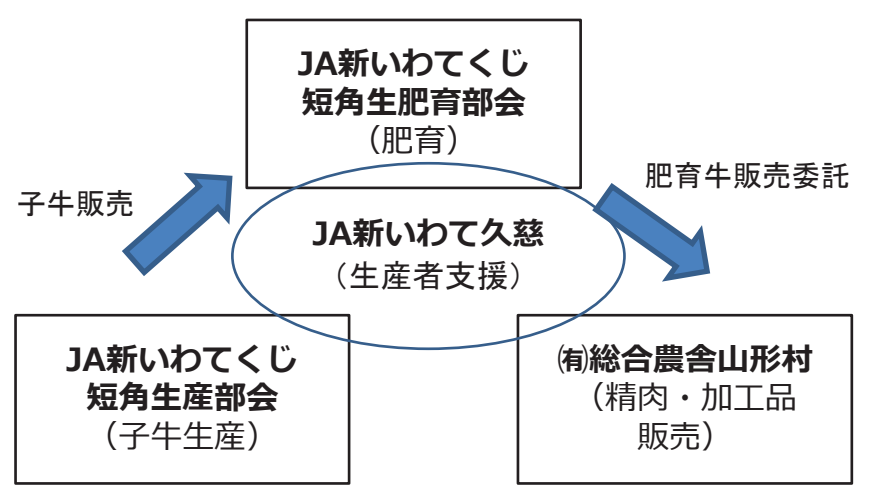 JA新いわてくじ
短角生肥育部会
（肥育）
子牛販売
肥育牛販売委託
JA新いわて久慈
（生産者支援）
JA新いわてくじ
短角生産部会
（子牛生産）
㈲総合農舎山形村
（精肉・加工品
販売）